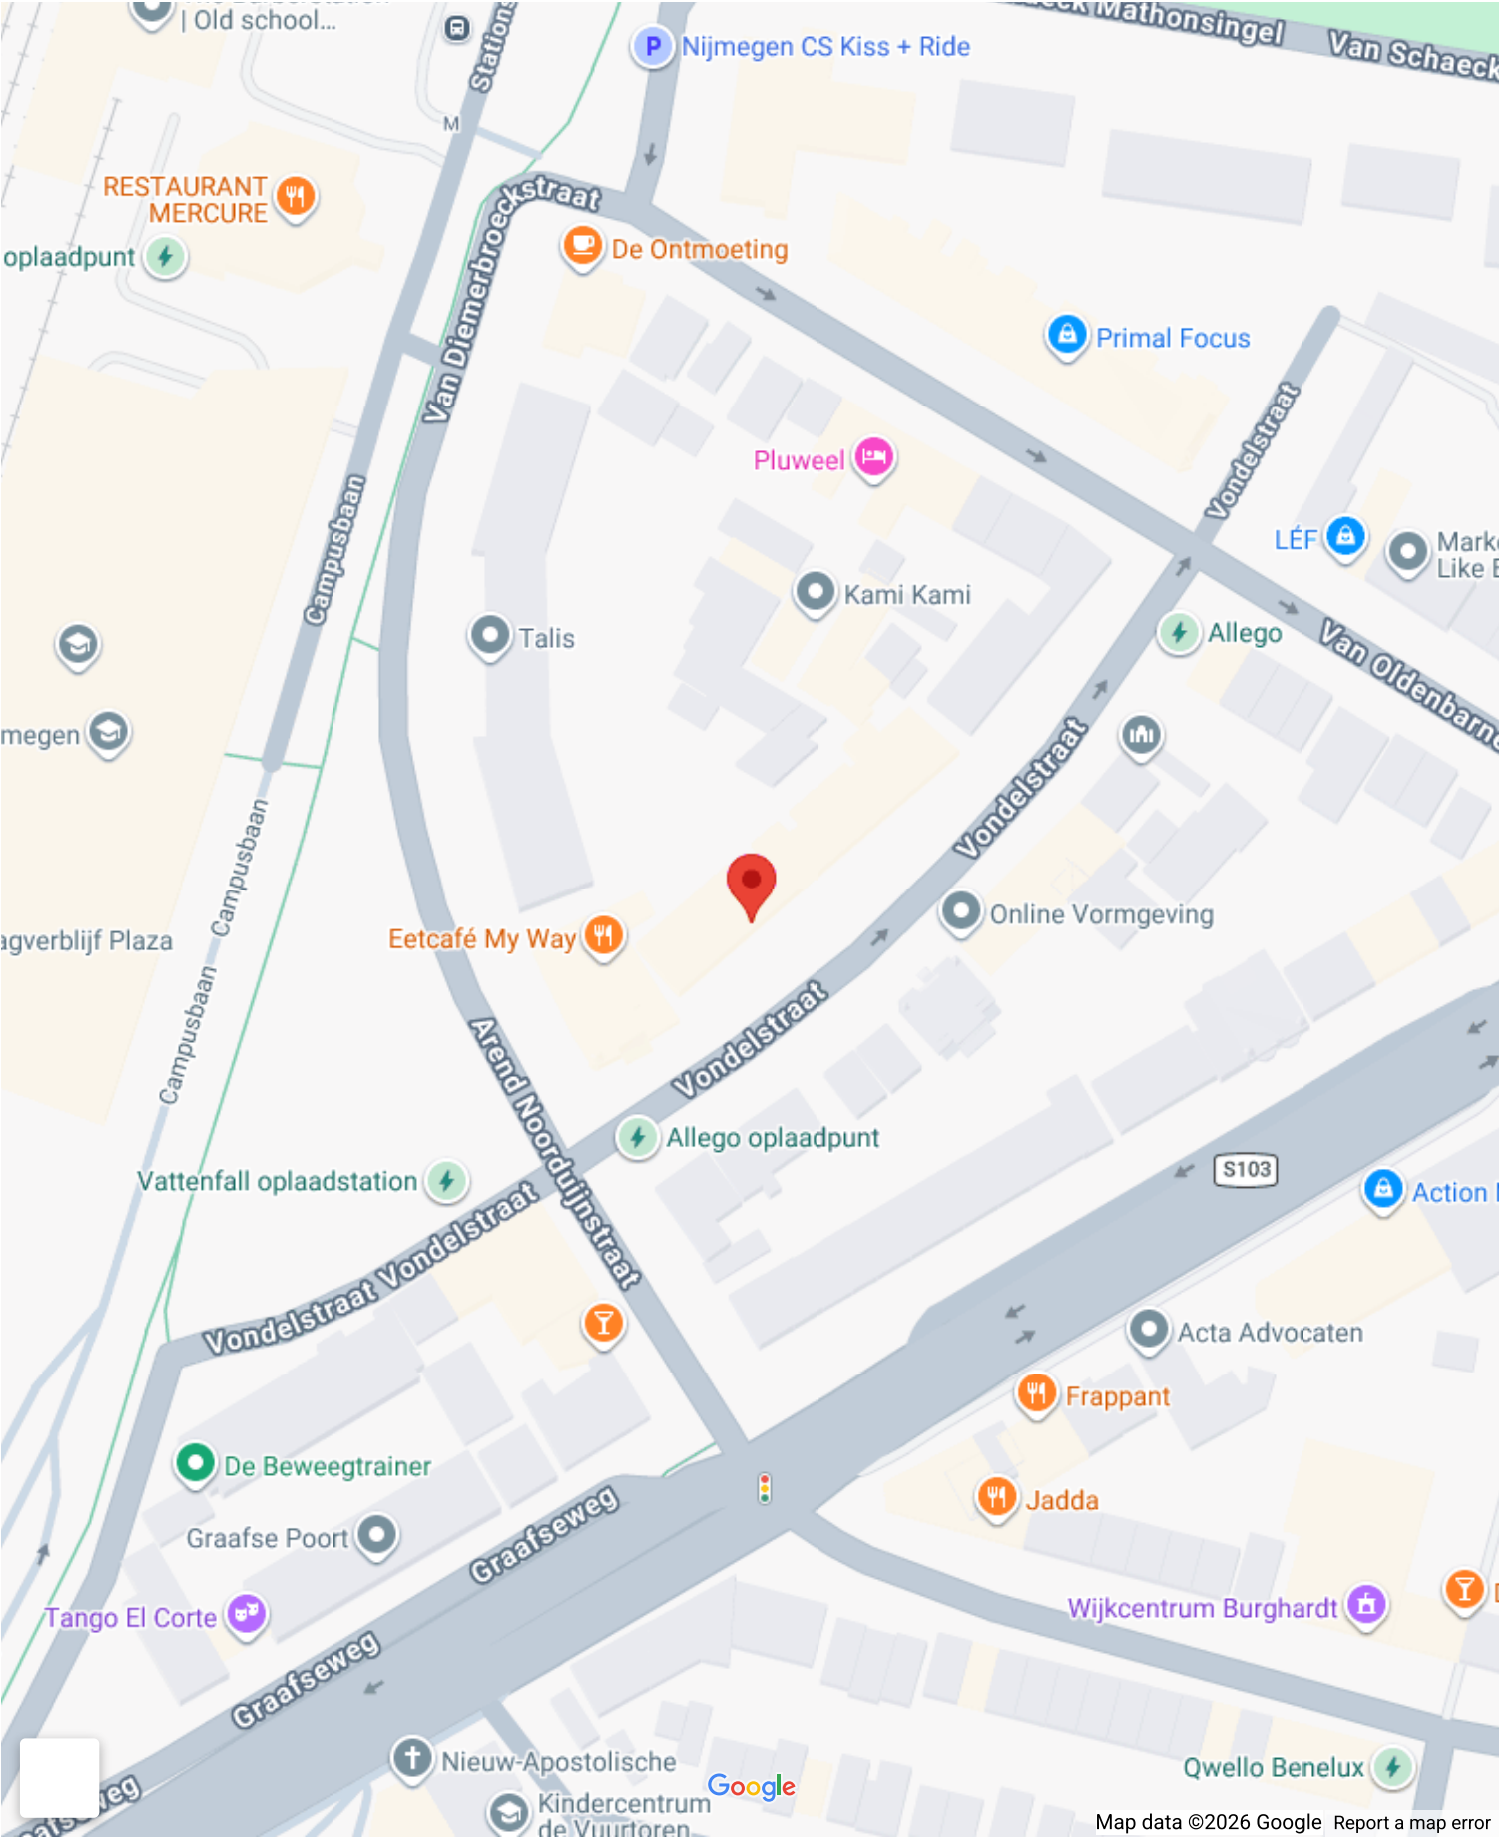 | Old school...
Stations
Mathonsingel
Van Schaeck
P
Nijmegen CS Kiss + Ride
M
RESTAURANT
MERCURE
oplaadpunt
Van Diemerbroeckstraat
De Ontmoeting
Primal Focus
Vondelstraat
Pluweel
LÉF
Like
Campusbaan
Kami Kami
Talis
Allego
Van Oldenbarne
megen
Vondelstraat
Campusbaan
Online Vormgeving
Eetcafé My Way
agverblijf Plaza
Campusbaan
Vondelstraat
Arend Noorduijnstraat
Allego oplaadpunt
Vattenfall oplaadstation
S103
Action
Vondelstraat
Vondelstraat
Acta Advocaten
Frappant
De Beweegtrainer
Jadda
Graafse Poort
Graafseweg
Tango El Corte
Wijkcentrum Burghardt
Graafseweg
Nieuw-Apostolische
Qwello Benelux
Google
Kindercentrum
de Vuurtoren
afseweg
Map data ©2026 Google
Report a map error